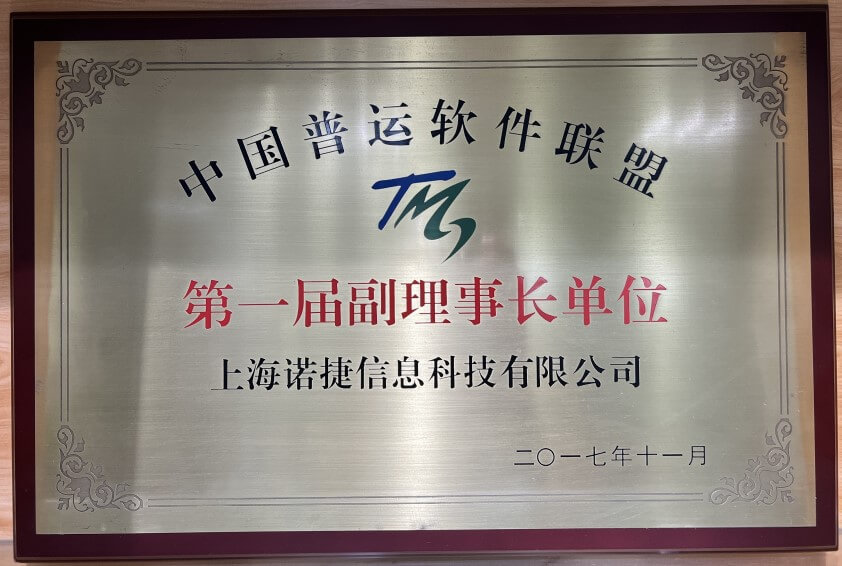 中国普运软件联盟
TMS
第一届副理事长单位
上海诺捷信息科技有限公司
二〇一七年十一月